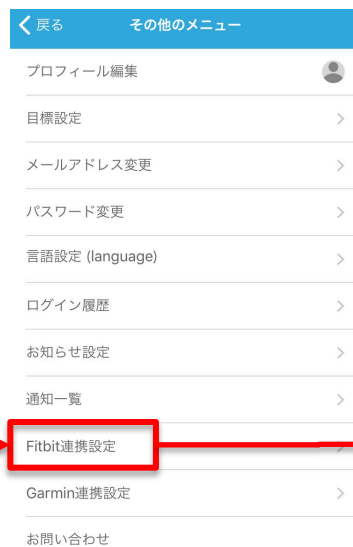 戻る その他のメニュー
プロフィール編集
目標設定
メールアドレス変更
パスワード変更
言語設定 (language)
ログイン履歴
お知らせ設定
通知一覧
Fitbit連携設定
Garmin連携設定
お問い合わせ